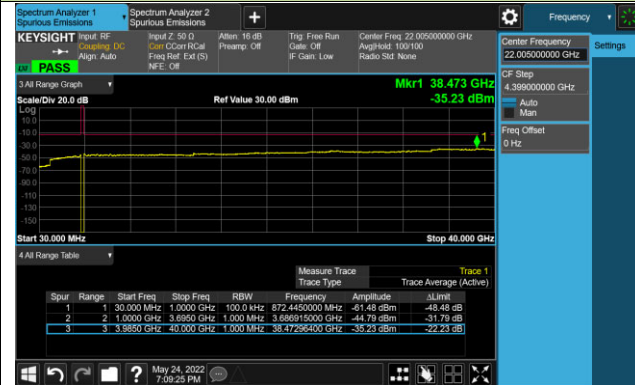 Spectrum Analyzer 1
Spurious Emissions
Spectrum Analyzer 2
Spurious Emissions
Frequency
KEYSIGHT
Input: RF
Coupling: DC
Align: Auto
Input Z: 50 Ω
Corr CCorr RCal
Freq Ref: Ext (S)
NFE: Off
Atten: 16 dB
Preamp: Off
Trig: Free Run
Gate: Off
IF Gain: Low
Center Freq: 22.005000000 GHz
Avg|Hold: 100/100
Radio Std: None
PASS
Center Frequency
22.005000000 GHz
Settings
CF Step
4.399000000 GHz
Auto
Man
Freq Offset
0 Hz
3 All Range Graph
Mkr1 38.473 GHz
Scale/Div 20.0 dB
Ref Value 30.00 dBm
-35.23 dBm
Log
10.0
-10.0
-30.0
-50.0
-70.0
-90.0
-110
-130
-150
1
Start 30.000 MHz
Stop 40.000 GHz
4 All Range Table
Measure Trace Trace 1
Trace Type Trace Average (Active)
Spur Range Start Freq Stop Freq RBW Frequency Amplitude ΔLimit
1 1 30.000 MHz 1.0000 GHz 100.0 kHz 872.4450000 MHz -61.48 dBm -48.48 dB
2 2 1.0000 GHz 3.6950 GHz 1.000 MHz 3.686915000 GHz -44.79 dBm -31.79 dB
3 3 3.9850 GHz 40.000 GHz 1.000 MHz 38.47296400 GHz -35.23 dBm -22.23 dB
May 24, 2022
7:09:25 PM